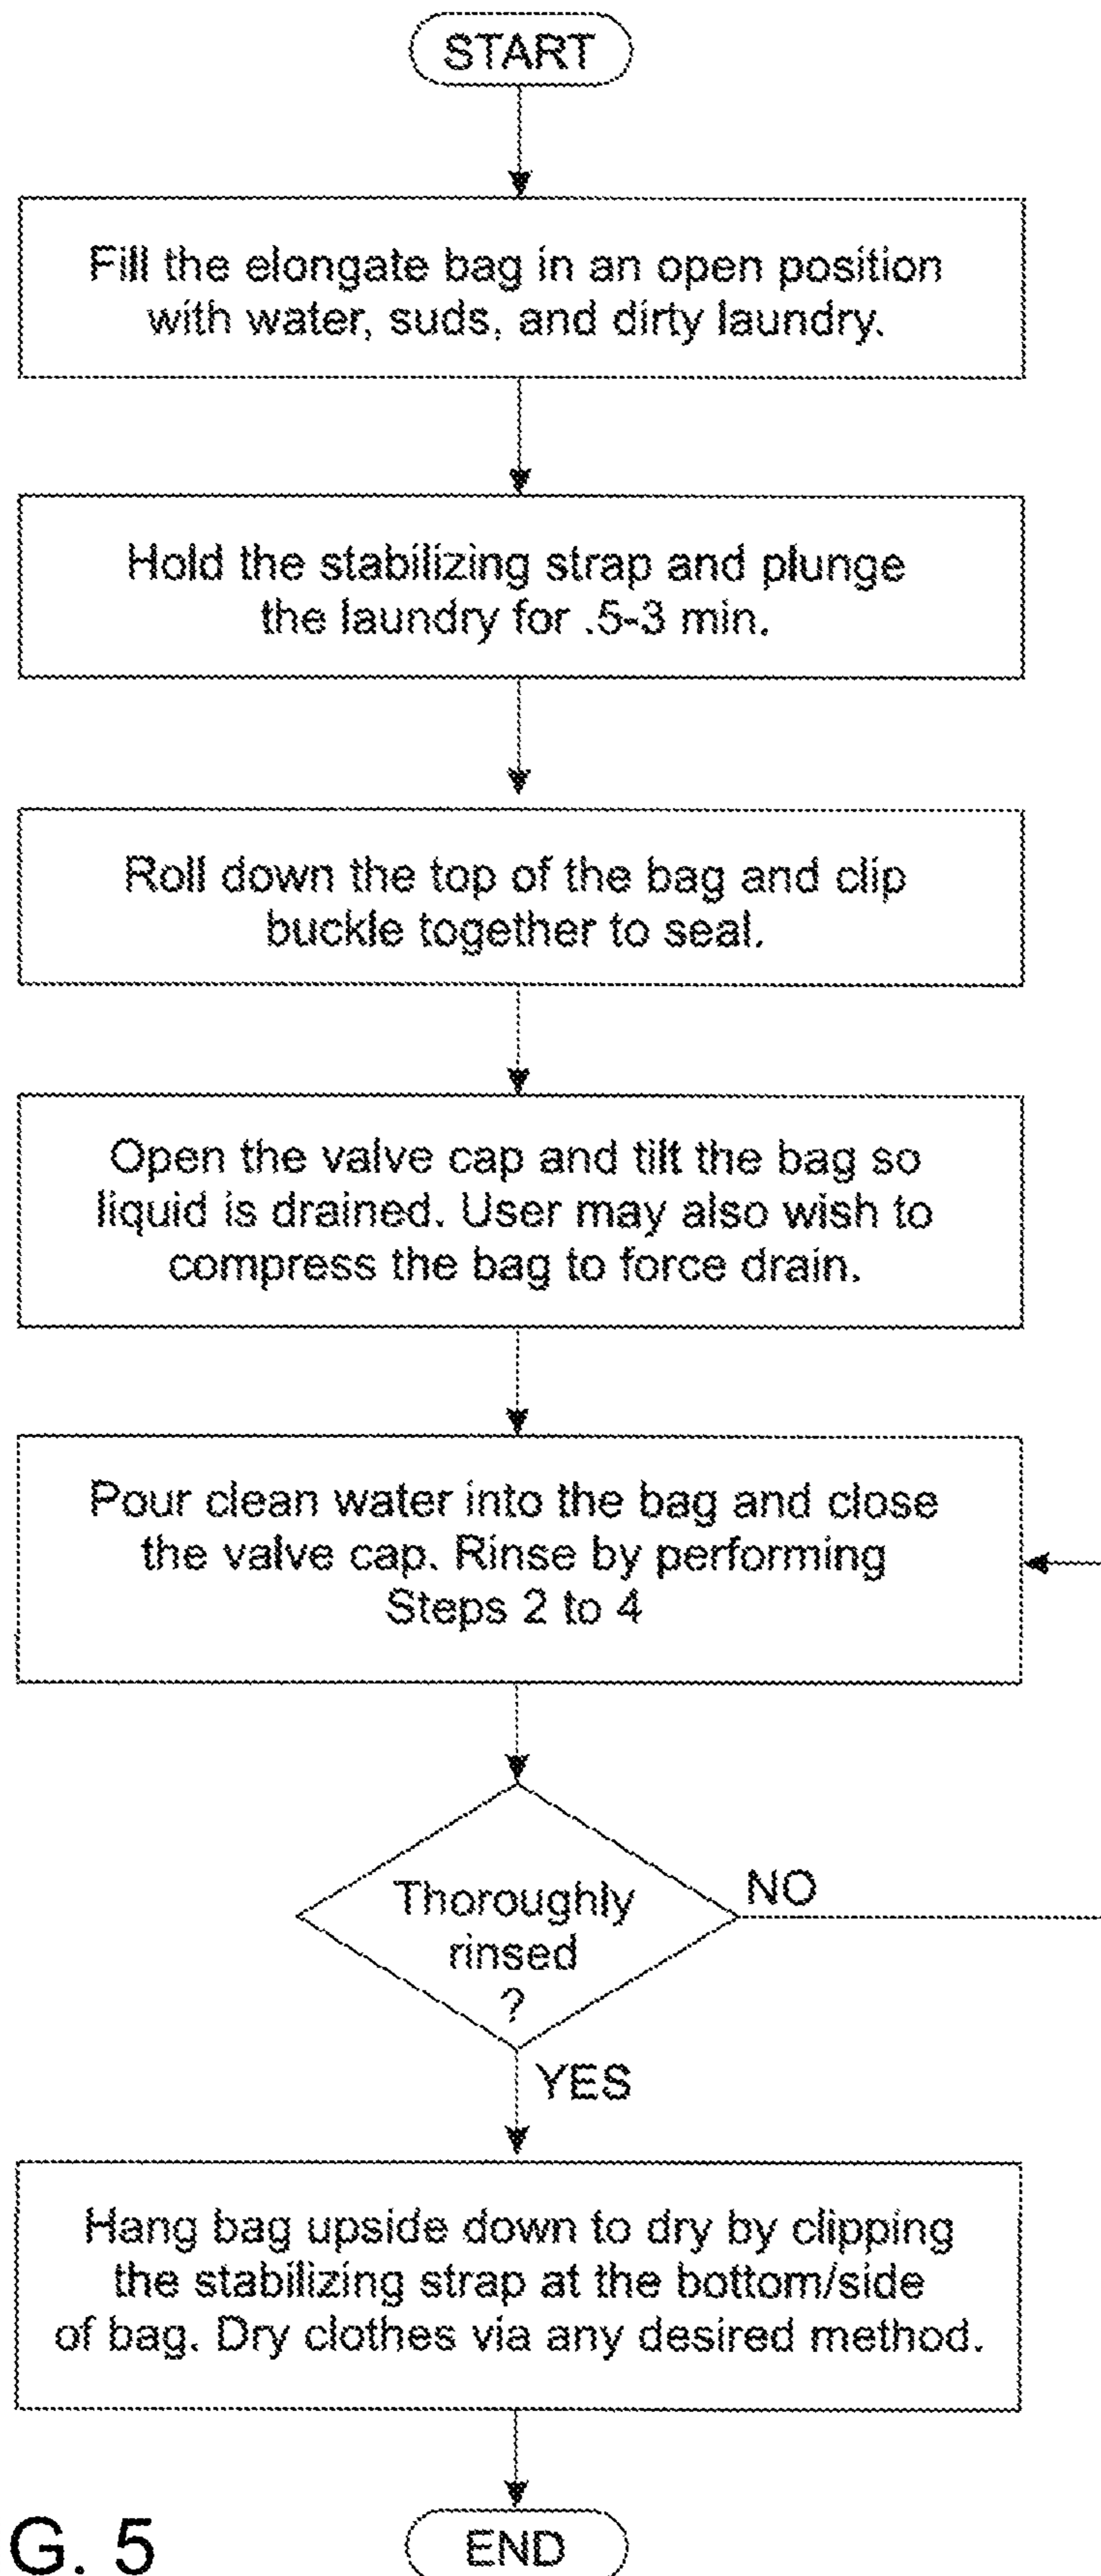 START
Fill the elongate bag in an open position
with water, suds, and dirty laundry.
Hold the stabilizing strap and plunge
the laundry for .5-3 min.
Roll down the top of the bag and clip
buckle together to seal.
Open the valve cap and tilt the bag so
liquid is drained. User may also wish to
compress the bag to force drain.
Pour clean water into the bag and close
the valve cap. Rinse by performing
Steps 2 to 4
Thoroughly
rinsed
?
NO
YES
Hang bag upside down to dry by clipping
the stabilizing strap at the bottom/side
of bag. Dry clothes via any desired method.
G. 5
END